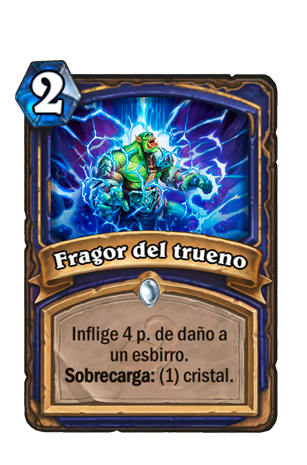 2
Fragor del trueno
Inflige 4 p. de daño a
un esbirro.
Sobrecarga: (1) cristal.